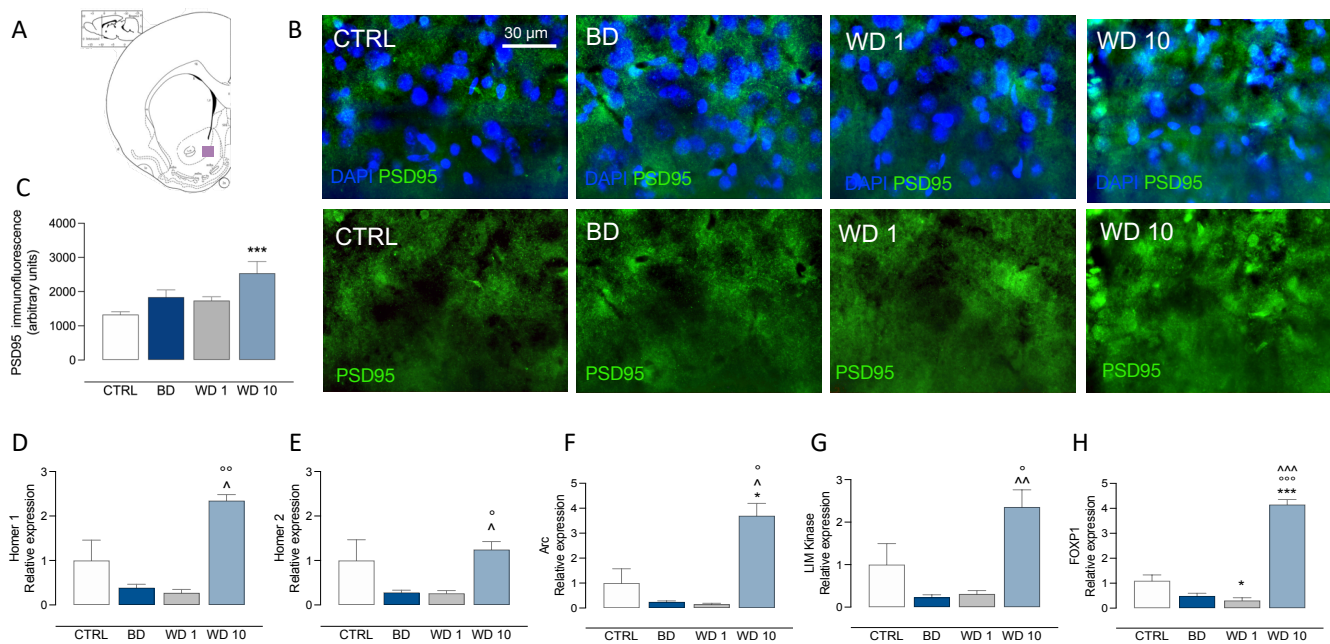 A
B
CTRL
30 µm
DAPI PSD95
BD
DAPI PSD95
WD 1
DAPI PSD95
WD 10
DAPI PSD95
CTRL
PSD95
BD
PSD95
WD 1
PSD95
WD 10
PSD95
C
PSD95 immunofluorescence
(arbitrary units)
4000
3000
2000
1000
0
***
CTRL BD WD 1 WD 10
D
Homer 1
Relative expression
3
2
1
0
°°
^
CTRL BD WD 1 WD 10
E
Homer 2
Relative expression
3
2
1
0
°
^
CTRL BD WD 1 WD 10
F
Arc
Relative expression
5
4
3
2
1
0
°
^
*
CTRL BD WD 1 WD 10
G
LIM Kinase
Relative expression
3
2
1
0
°
^^
CTRL BD WD 1 WD 10
H
FOXP1
Relative expression
5
4
3
2
1
0
*
^^^
°°°
***
CTRL BD WD 1 WD 10